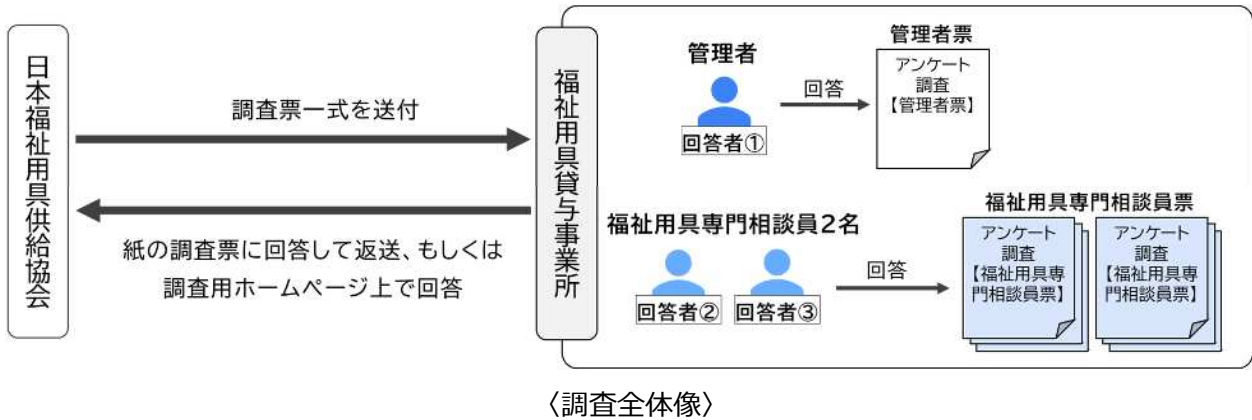 日本福祉用具供給協会
調査票一式を送付
紙の調査票に回答して返送、もしくは
調査用ホームページ上で回答
福祉用具貸与事業所
管理者
回答者①
回答
管理者票
アンケート
調査
【管理者票】
福祉用具専門相談員2名
回答者②
回答者③
回答
福祉用具専門相談員票
アンケート
調査
【福祉用具専
門相談員票】
アンケート
調査
【福祉用具専
門相談員票】
〈調査全体像〉